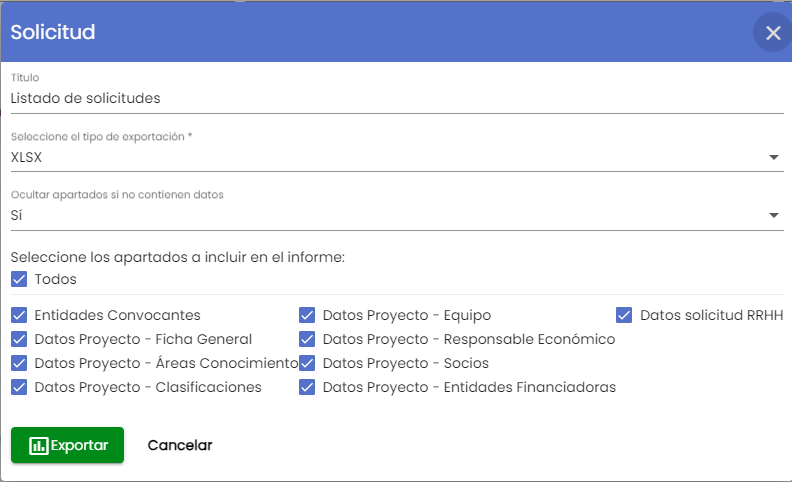 Solicitud
Título
Listado de solicitudes
Seleccione el tipo de exportación *
XLSX
Ocultar apartados si no contienen datos
Sí
Seleccione los apartados a incluir en el informe:
Todos
Entidades Convocantes
Datos Proyecto - Equipo
Datos solicitud RRHH
Datos Proyecto - Ficha General
Datos Proyecto - Responsable Económico
Datos Proyecto - Áreas Conocimiento
Datos Proyecto - Socios
Datos Proyecto - Clasificaciones
Datos Proyecto - Entidades Financiadoras
Exportar
Cancelar